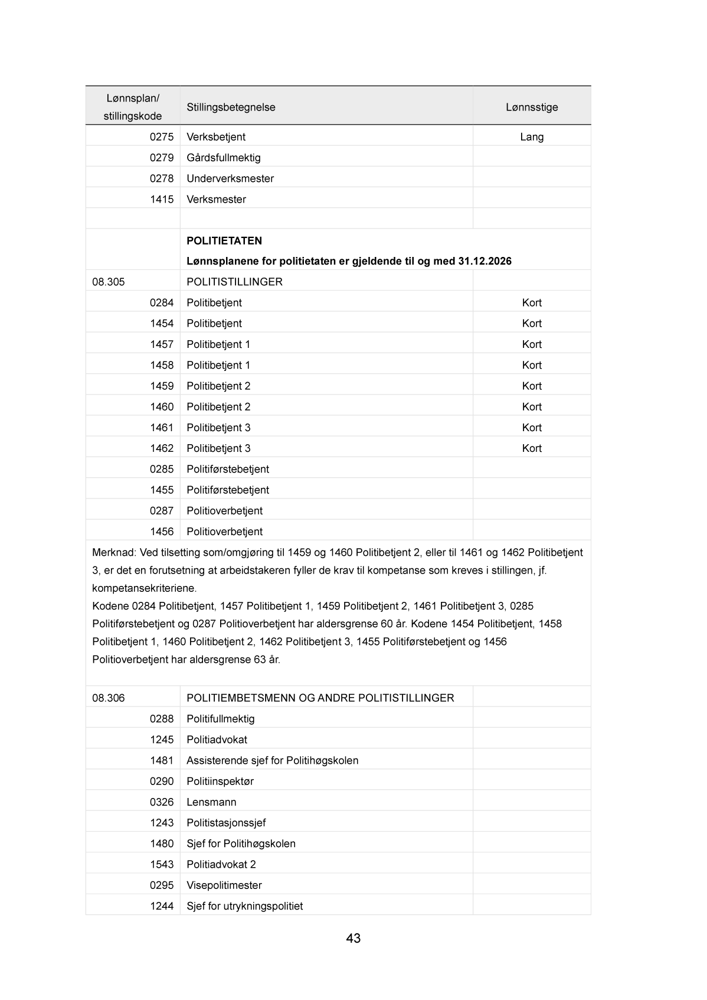 Lønnsplan/
stillingskode Stillingsbetegnelse Lønnsstige
0275 Verksbetjent Lang
0279 Gårdsfullmektig
0278 Underverksmester
1415 Verksmester
POLITIETATEN
Lønnsplanene for politietaten er gjeldende til og med 31.12.2026
08.305 POLITISTILLINGER
0284 Politibetjent Kort
1454 Politibetjent Kort
1457 Politibetjent 1 Kort
1458 Politibetjent 1 Kort
1459 Politibetjent 2 Kort
1460 Politibetjent 2 Kort
1461 Politibetjent 3 Kort
1462 Politibetjent 3 Kort
0285 Politiførstebetjent
1455 Politiførstebetjent
0287 Politioverbetjent
1456 Politioverbetjent
Merknad: Ved tilsetting som/omgjøring til 1459 og 1460 Politibetjent 2, eller til 1461 og 1462 Politibetjent
3, er det en forutsetning at arbeidstakeren fyller de krav til kompetanse som kreves i stillingen, jf.
kompetansekriteriene.
Kodene 0284 Politibetjent, 1457 Politibetjent 1, 1459 Politibetjent 2, 1461 Politibetjent 3, 0285
Politiførstebetjent og 0287 Politioverbetjent har aldersgrense 60 år. Kodene 1454 Politibetjent, 1458
Politibetjent 1, 1460 Politibetjent 2, 1462 Politibetjent 3, 1455 Politiførstebetjent og 1456
Politioverbetjent har aldersgrense 63 år.
08.306 POLITIEMBETSMENN OG ANDRE POLITISTILLINGER
0288 Politifullmektig
1245 Politiadvokat
1481 Assisterende sjef for Politihøgskolen
0290 Politiinspektør
0326 Lensmann
1243 Politistasjonssjef
1480 Sjef for Politihøgskolen
1543 Politiadvokat 2
0295 Visepolitimester
1244 Sjef for utrykningspolitiet
43